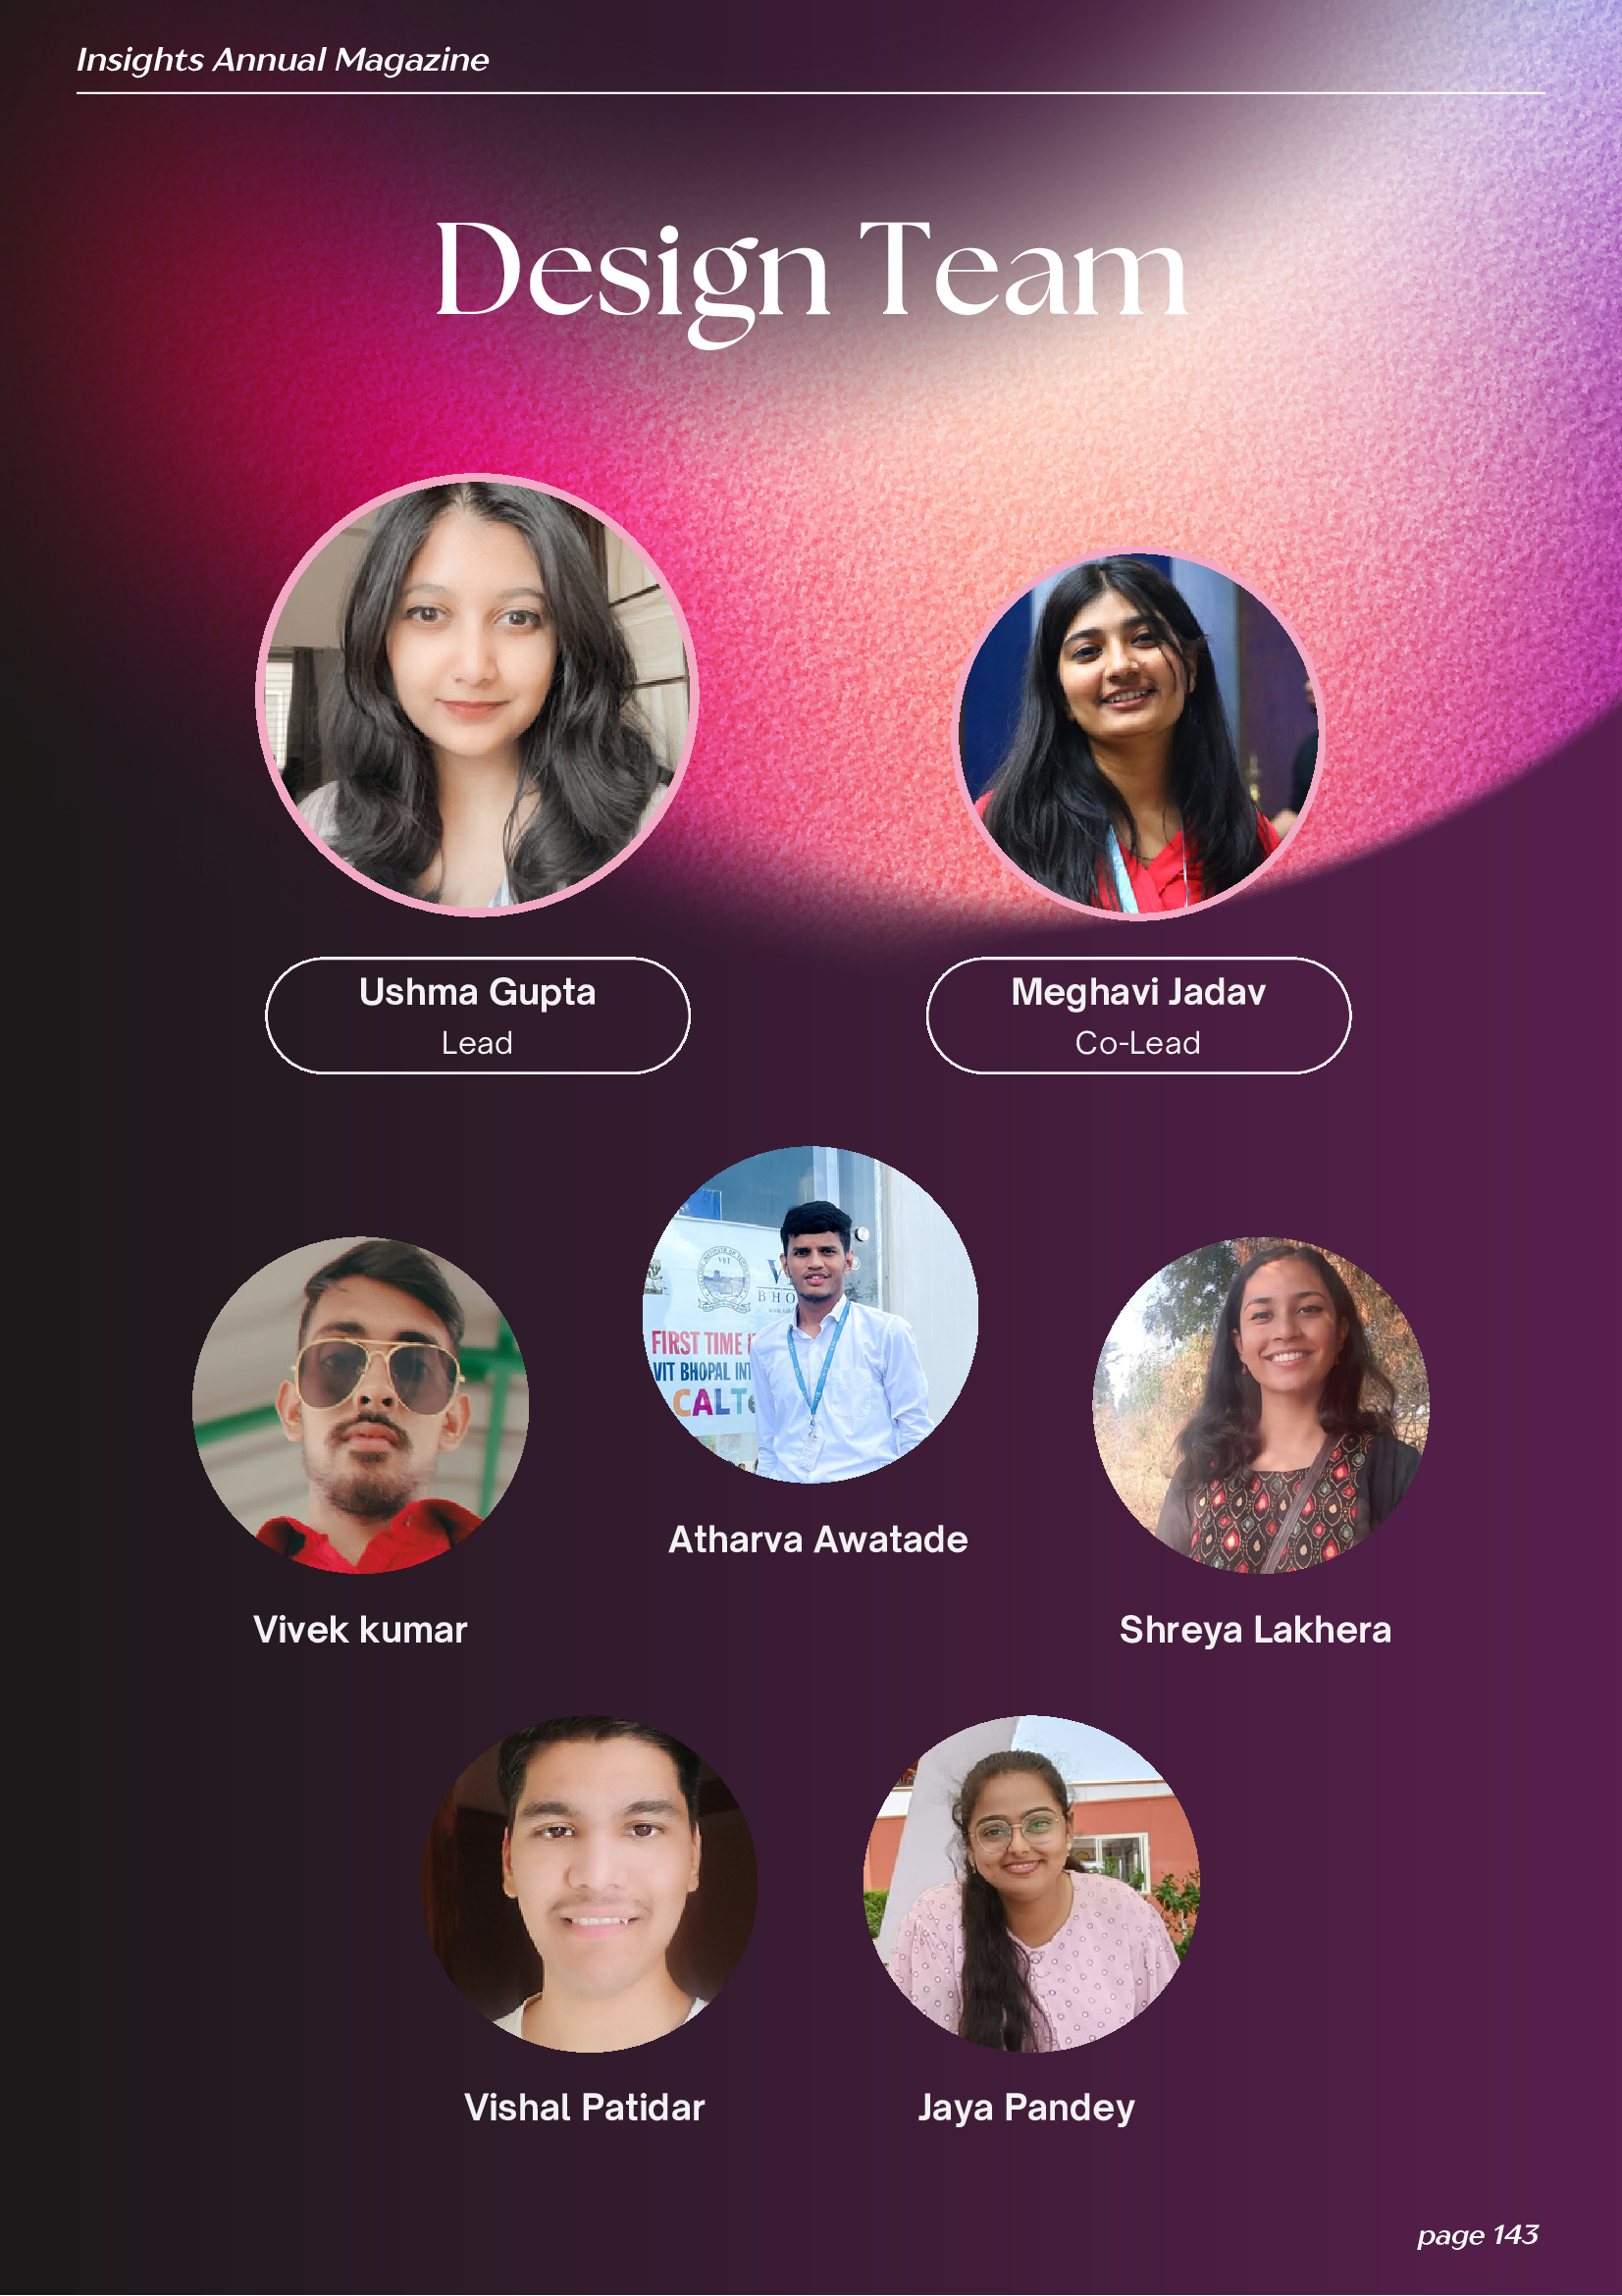 Insights Annual Magazine
Design Team
Ushma Gupta
Lead
Meghavi Jadav
Co-Lead
BHO
FIRST TIME
VIT BHOPAL INT
CALT
Atharva Awatade
Vivek kumar
Shreya Lakhera
Vishal Patidar
Jaya Pandey
page 143